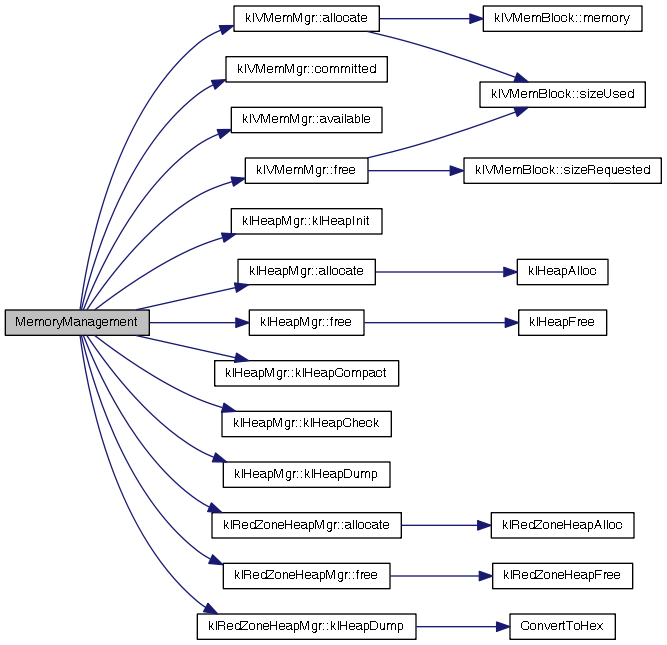 klVMemMgr::allocate
klVMemBlock::memory
klVMemMgr::committed
klVMemBlock::sizeUsed
klVMemMgr::available
klVMemMgr::free
klVMemBlock::sizeRequested
klHeapMgr::klHeapInit
klHeapMgr::allocate
klHeapAlloc
MemoryManagement
klHeapMgr::free
klHeapFree
klHeapMgr::klHeapCompact
klHeapMgr::klHeapCheck
klHeapMgr::klHeapDump
klRedZoneHeapMgr::allocate
klRedZoneHeapAlloc
klRedZoneHeapMgr::free
klRedZoneHeapFree
klRedZoneHeapMgr::klHeapDump
ConvertToHex